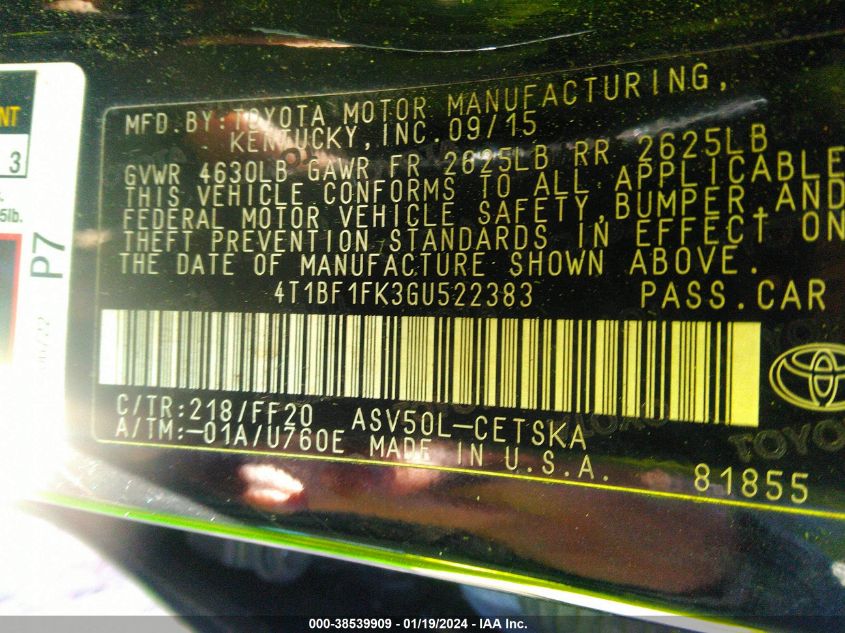 MFD.BY:TOYOTA MOTOR MANUFACTURING,
KENTUCKY,INC.09/15
GVWR 4630LB GAWR FR 2625LB RR 2625LB
THIS VEHICLE CONFORMS TO ALL APPLICABLE
FEDERAL MOTOR VEHICLE SAFETY,BUMPER,AND
THEFT PREVENTION STANDARDS IN EFFECT ON
THE DATE OF MANUFACTURE SHOWN ABOVE.
4T1BF1FK3GU522383 PASS.CAR
C/TR:218/FF20 ASV50L-CETSKA
A/TM:-01A/U760E MADE IN U.S.A.
81855
TOYO
3
5lb.
P7
000-38539909 - 01/19/2024 - IAA Inc.